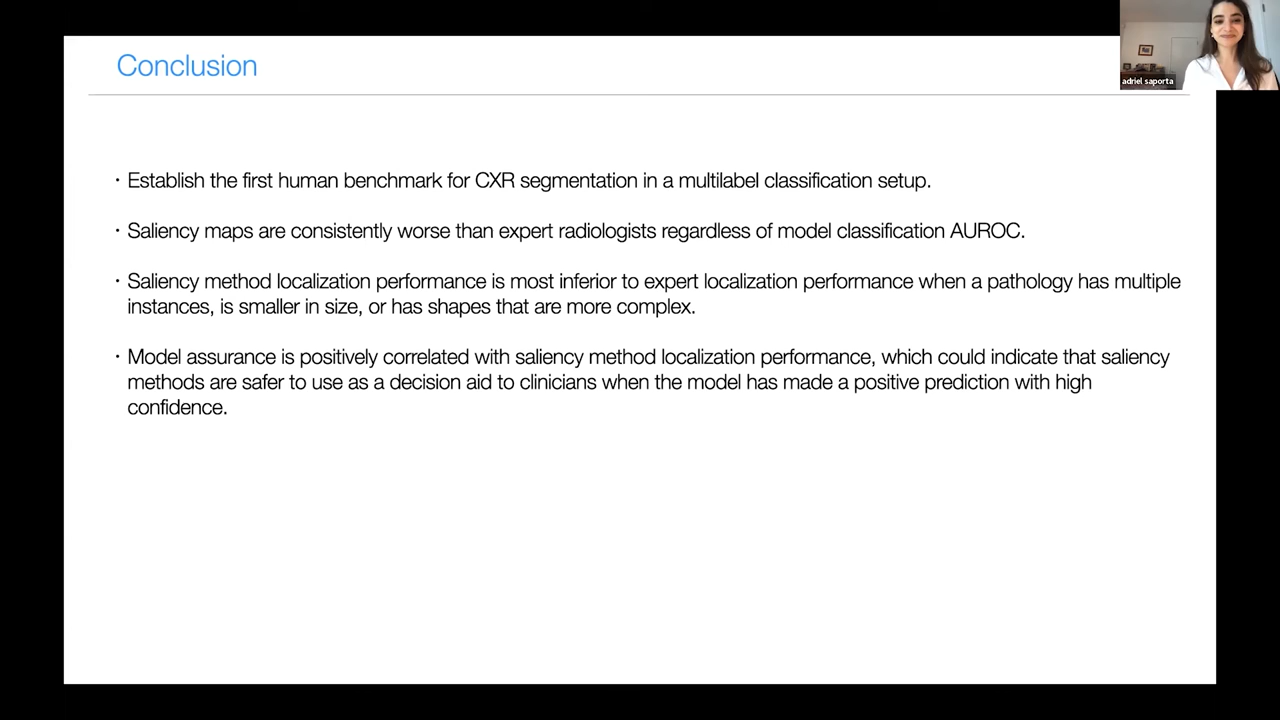 Conclusion
adriel saporta
· Establish the first human benchmark for CXR segmentation in a multilabel classification setup.
· Saliency maps are consistently worse than expert radiologists regardless of model classification AUROC.
· Saliency method localization performance is most inferior to expert localization performance when a pathology has multiple
instances, is smaller in size, or has shapes that are more complex.
· Model assurance is positively correlated with saliency method localization performance, which could indicate that saliency
methods are safer to use as a decision aid to clinicians when the model has made a positive prediction with high
confidence.